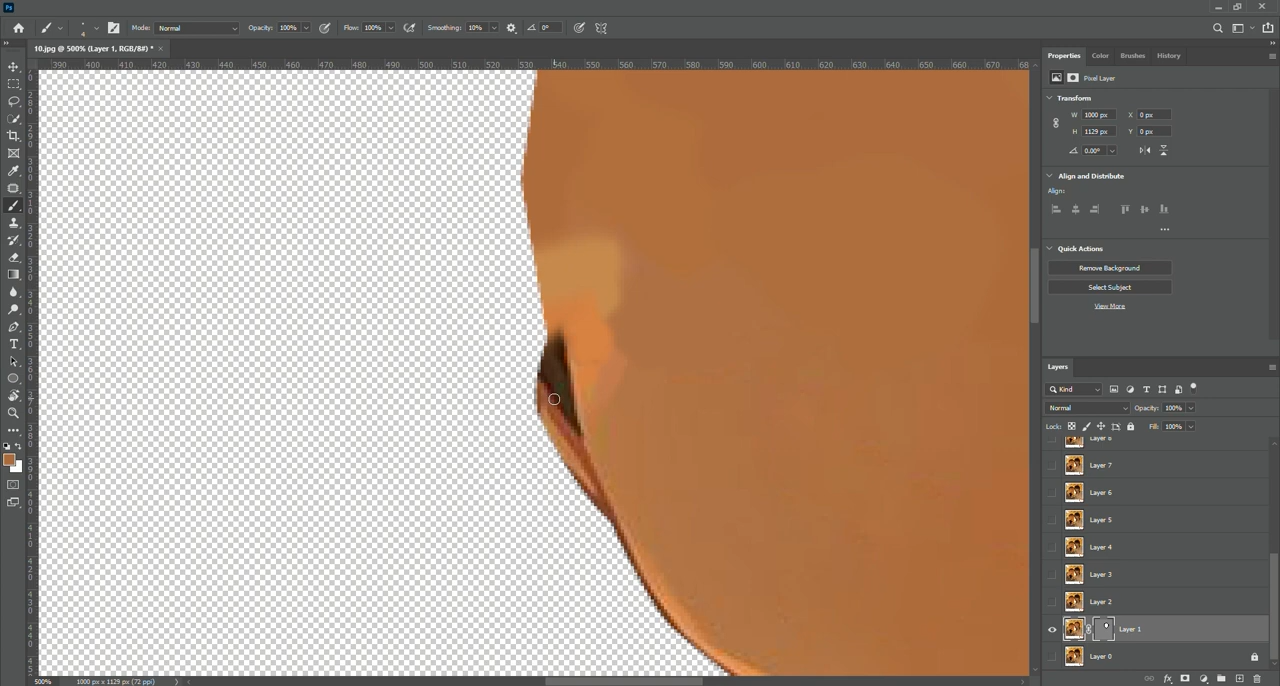 Ps
4
Mode: Normal
Opacity: 100%
Flow: 100%
Smoothing: 10%
0°
10.jpg @ 500% (Layer 1, RGB/8#) *
390 400 410 420 430 440 450 460 470 480 490 500 510 520 530 540 550 560 570 580 590 600 610 620 630 640 650 660 670 68
Properties Color Brushes History
Pixel Layer
Transform
W 1000 px X 0 px
H 1129 px Y 0 px
0.00°
Align and Distribute
Align:
Quick Actions
Remove Background
Select Subject
View More
Layers
Kind
Normal Opacity: 100%
Lock: Fill: 100%
Layer 8
Layer 7
Layer 6
Layer 5
Layer 4
Layer 3
Layer 2
Layer 1
Layer 0
500% 1000 px x 1129 px (72 ppi)